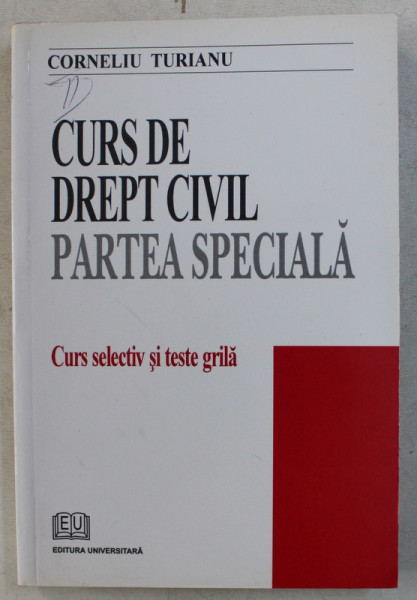 CORNELIU TURIANU
CURS DE
DREPT CIVIL
PARTEA SPECIALĂ
Curs selectiv şi teste grilă
EU
EDITURA UNIVERSITARĂ